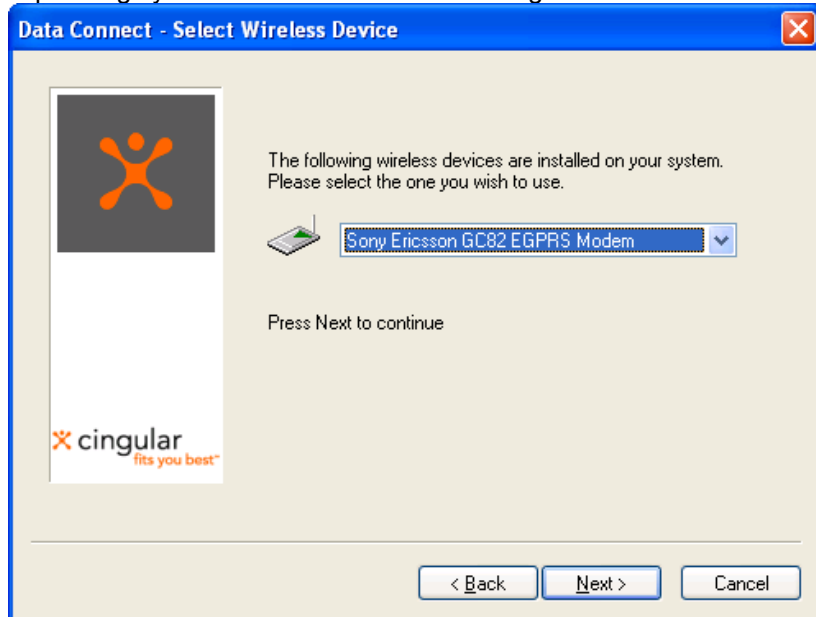 Data Connect - Select Wireless Device
The following wireless devices are installed on your system.
Please select the one you wish to use.
Sony Ericsson GC82 EGPRS Modem
Press Next to continue
cingular
fits you best™
< Back
Next >
Cancel